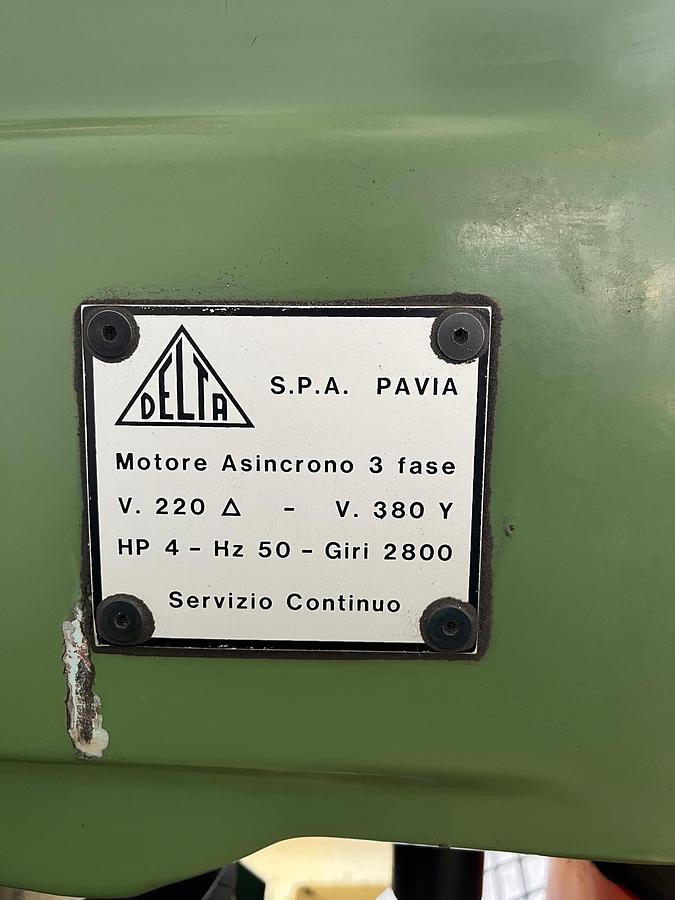 DELTA S.P.A. PAVIA
Motore Asincrono 3 fase
V. 220 Δ - V. 380 Y
HP 4 - Hz 50 - Giri 2800
Servizio Continuo